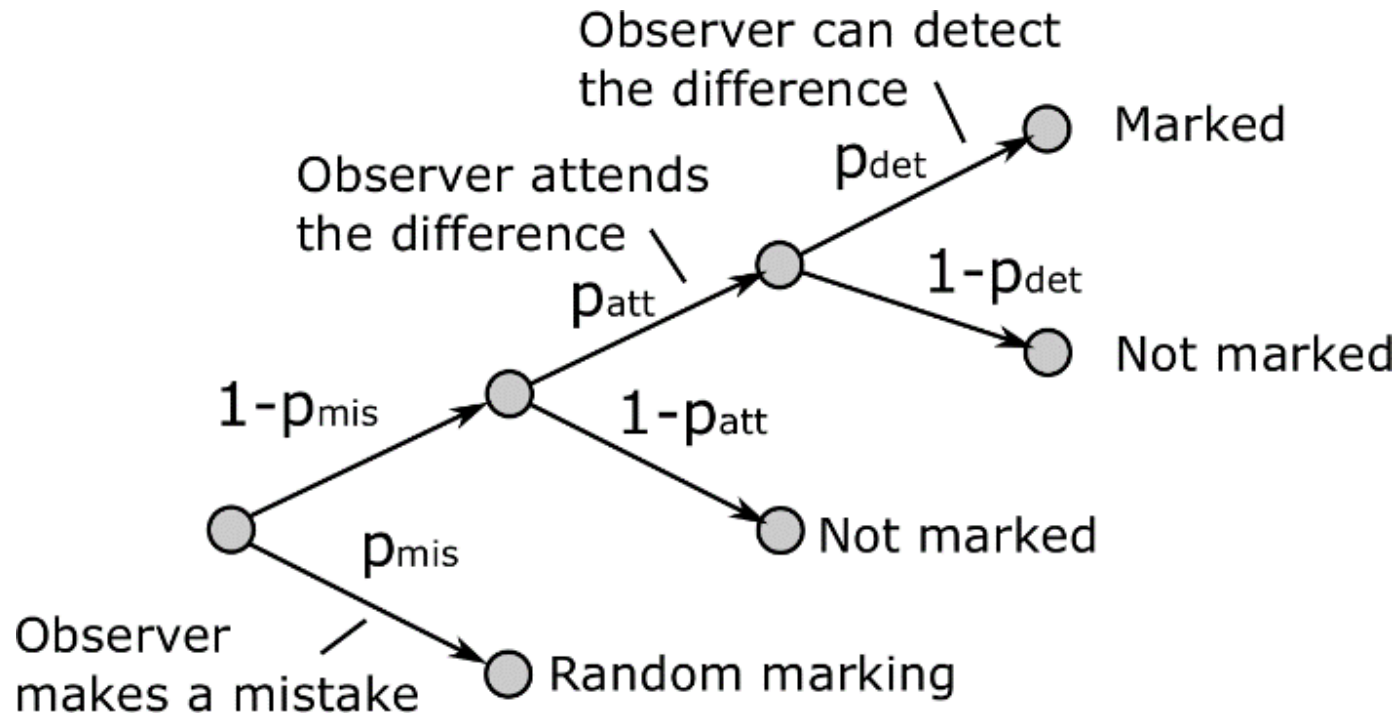 Observer can detect
the difference
Marked
p_det
Observer attends
the difference
1-p_det
p_att
Not marked
1-p_mis
1-p_att
Not marked
p_mis
Observer
makes a mistake
Random marking